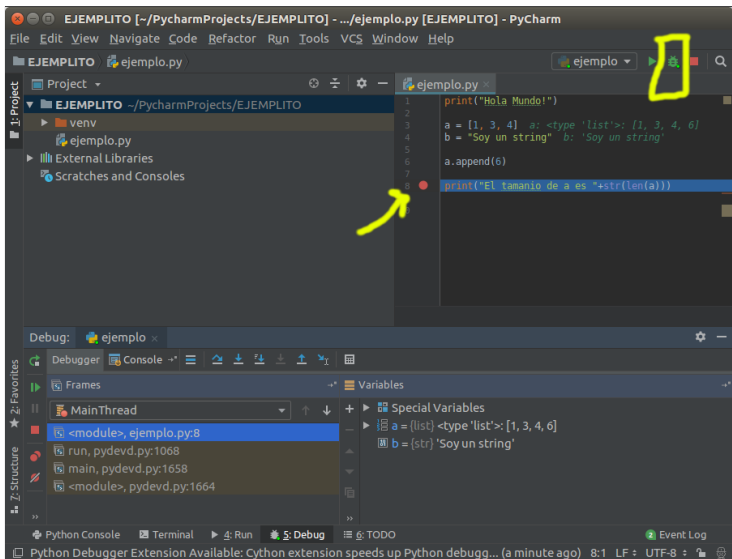 EJEMPLITO [~/PycharmProjects/EJEMPLITO] - .../ejemplo.py [EJEMPLITO] - PyCharm
File Edit View Navigate Code Refactor Run Tools VCS Window Help
EJEMPLITO ejemplo.py
ejemplo
1: Project
Project
EJEMPLITO ~/PycharmProjects/EJEMPLITO
venv
ejemplo.py
External Libraries
Scratches and Consoles
ejemplo.py
1 print("Hola Mundo!")
2
3 a = [1, 3, 4] a: <type 'list'>: [1, 3, 4, 6]
4 b = "Soy un string" b: 'Soy un string'
5
6 a.append(6)
7
8 print("El tamanio de a es "+str(len(a)))
Debug: ejemplo
Debugger Console
Frames
MainThread
<module>, ejemplo.py:8
run, pydevd.py:1068
main, pydevd.py:1658
<module>, pydevd.py:1664
Variables
Special Variables
a = {list} <type 'list'>: [1, 3, 4, 6]
b = {str} 'Soy un string'
2: Favorites
7: Structure
Python Console Terminal 4: Run 5: Debug 6: TODO 2 Event Log
Python Debugger Extension Available: Cython extension speeds up Python debugg... (a minute ago) 8:1 LF UTF-8